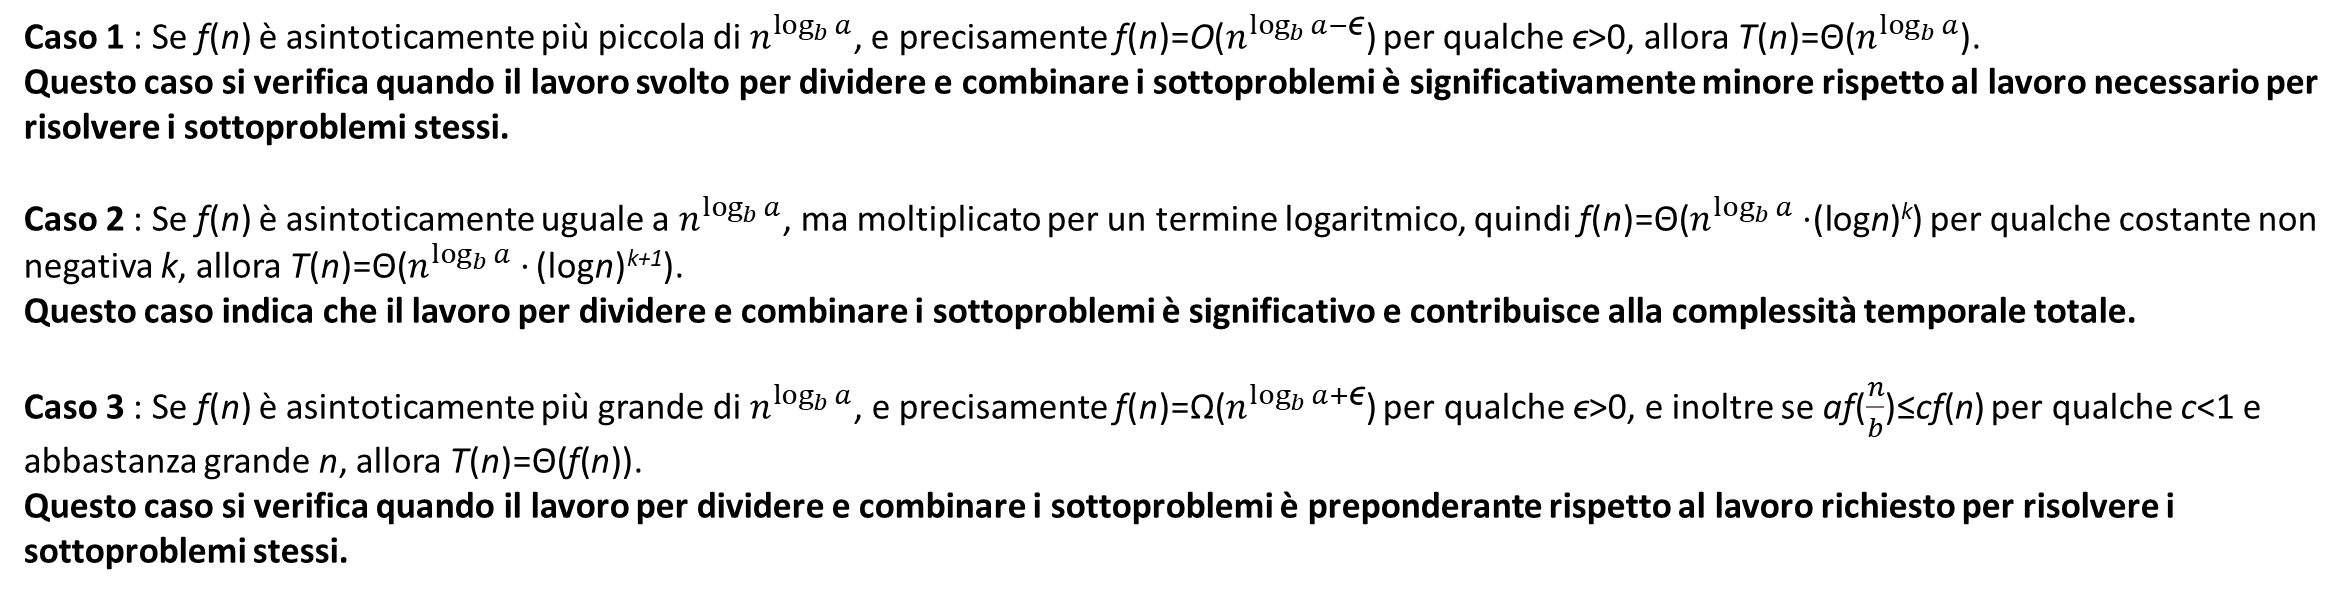 Caso 1 : Se f(n) è asintoticamente più piccola di n^{log_b a}, e precisamente f(n)=O(n^{log_b a−ϵ}) per qualche ϵ>0, allora T(n)=Θ(n^{log_b a}).
Questo caso si verifica quando il lavoro svolto per dividere e combinare i sottoproblemi è significativamente minore rispetto al lavoro necessario per
risolvere i sottoproblemi stessi.
Caso 2 : Se f(n) è asintoticamente uguale a n^{log_b a}, ma moltiplicato per un termine logaritmico, quindi f(n)=Θ(n^{log_b a} ·(logn)^k) per qualche costante non
negativa k, allora T(n)=Θ(n^{log_b a} · (logn)^{k+1}).
Questo caso indica che il lavoro per dividere e combinare i sottoproblemi è significativo e contribuisce alla complessità temporale totale.
Caso 3 : Se f(n) è asintoticamente più grande di n^{log_b a}, e precisamente f(n)=Ω(n^{log_b a+ϵ}) per qualche ϵ>0, e inoltre se af(n/b)≤cf(n) per qualche c<1 e
abbastanza grande n, allora T(n)=Θ(f(n)).
Questo caso si verifica quando il lavoro per dividere e combinare i sottoproblemi è preponderante rispetto al lavoro richiesto per risolvere i
sottoproblemi stessi.